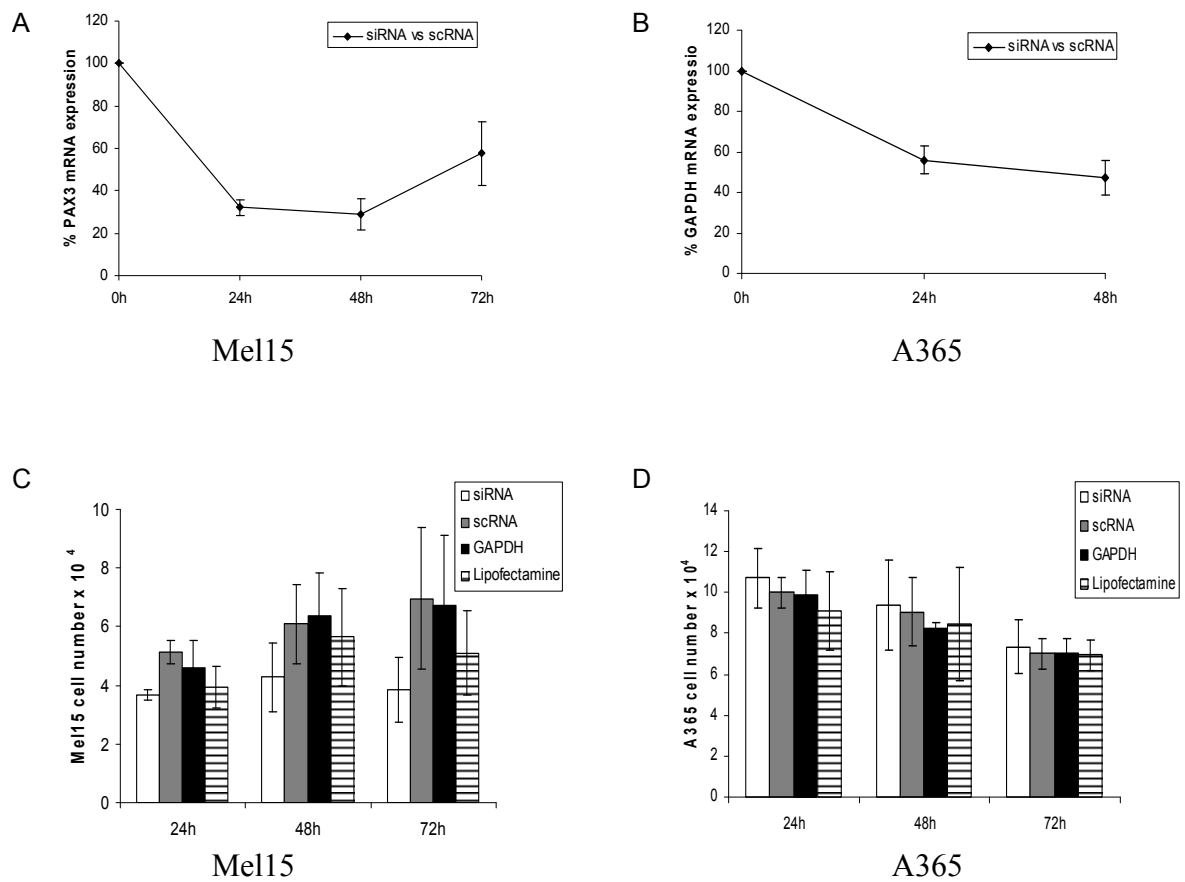 A
siRNA vs scRNA
% PAX3 mRNA expression
120
100
80
60
40
20
0
0h 24h 48h 72h
Mel15
B
siRNA vs scRNA
% GAPDH mRNA expressio
120
100
80
60
40
20
0
0h 24h 48h
A365
C
siRNA
scRNA
GAPDH
Lipofectamine
Mel15 cell number x 10 4
10
8
6
4
2
0
24h 48h 72h
Mel15
D
siRNA
scRNA
GAPDH
Lipofectamine
A365 cell number x 10 4
14
12
10
8
6
4
2
0
24h 48h 72h
A365